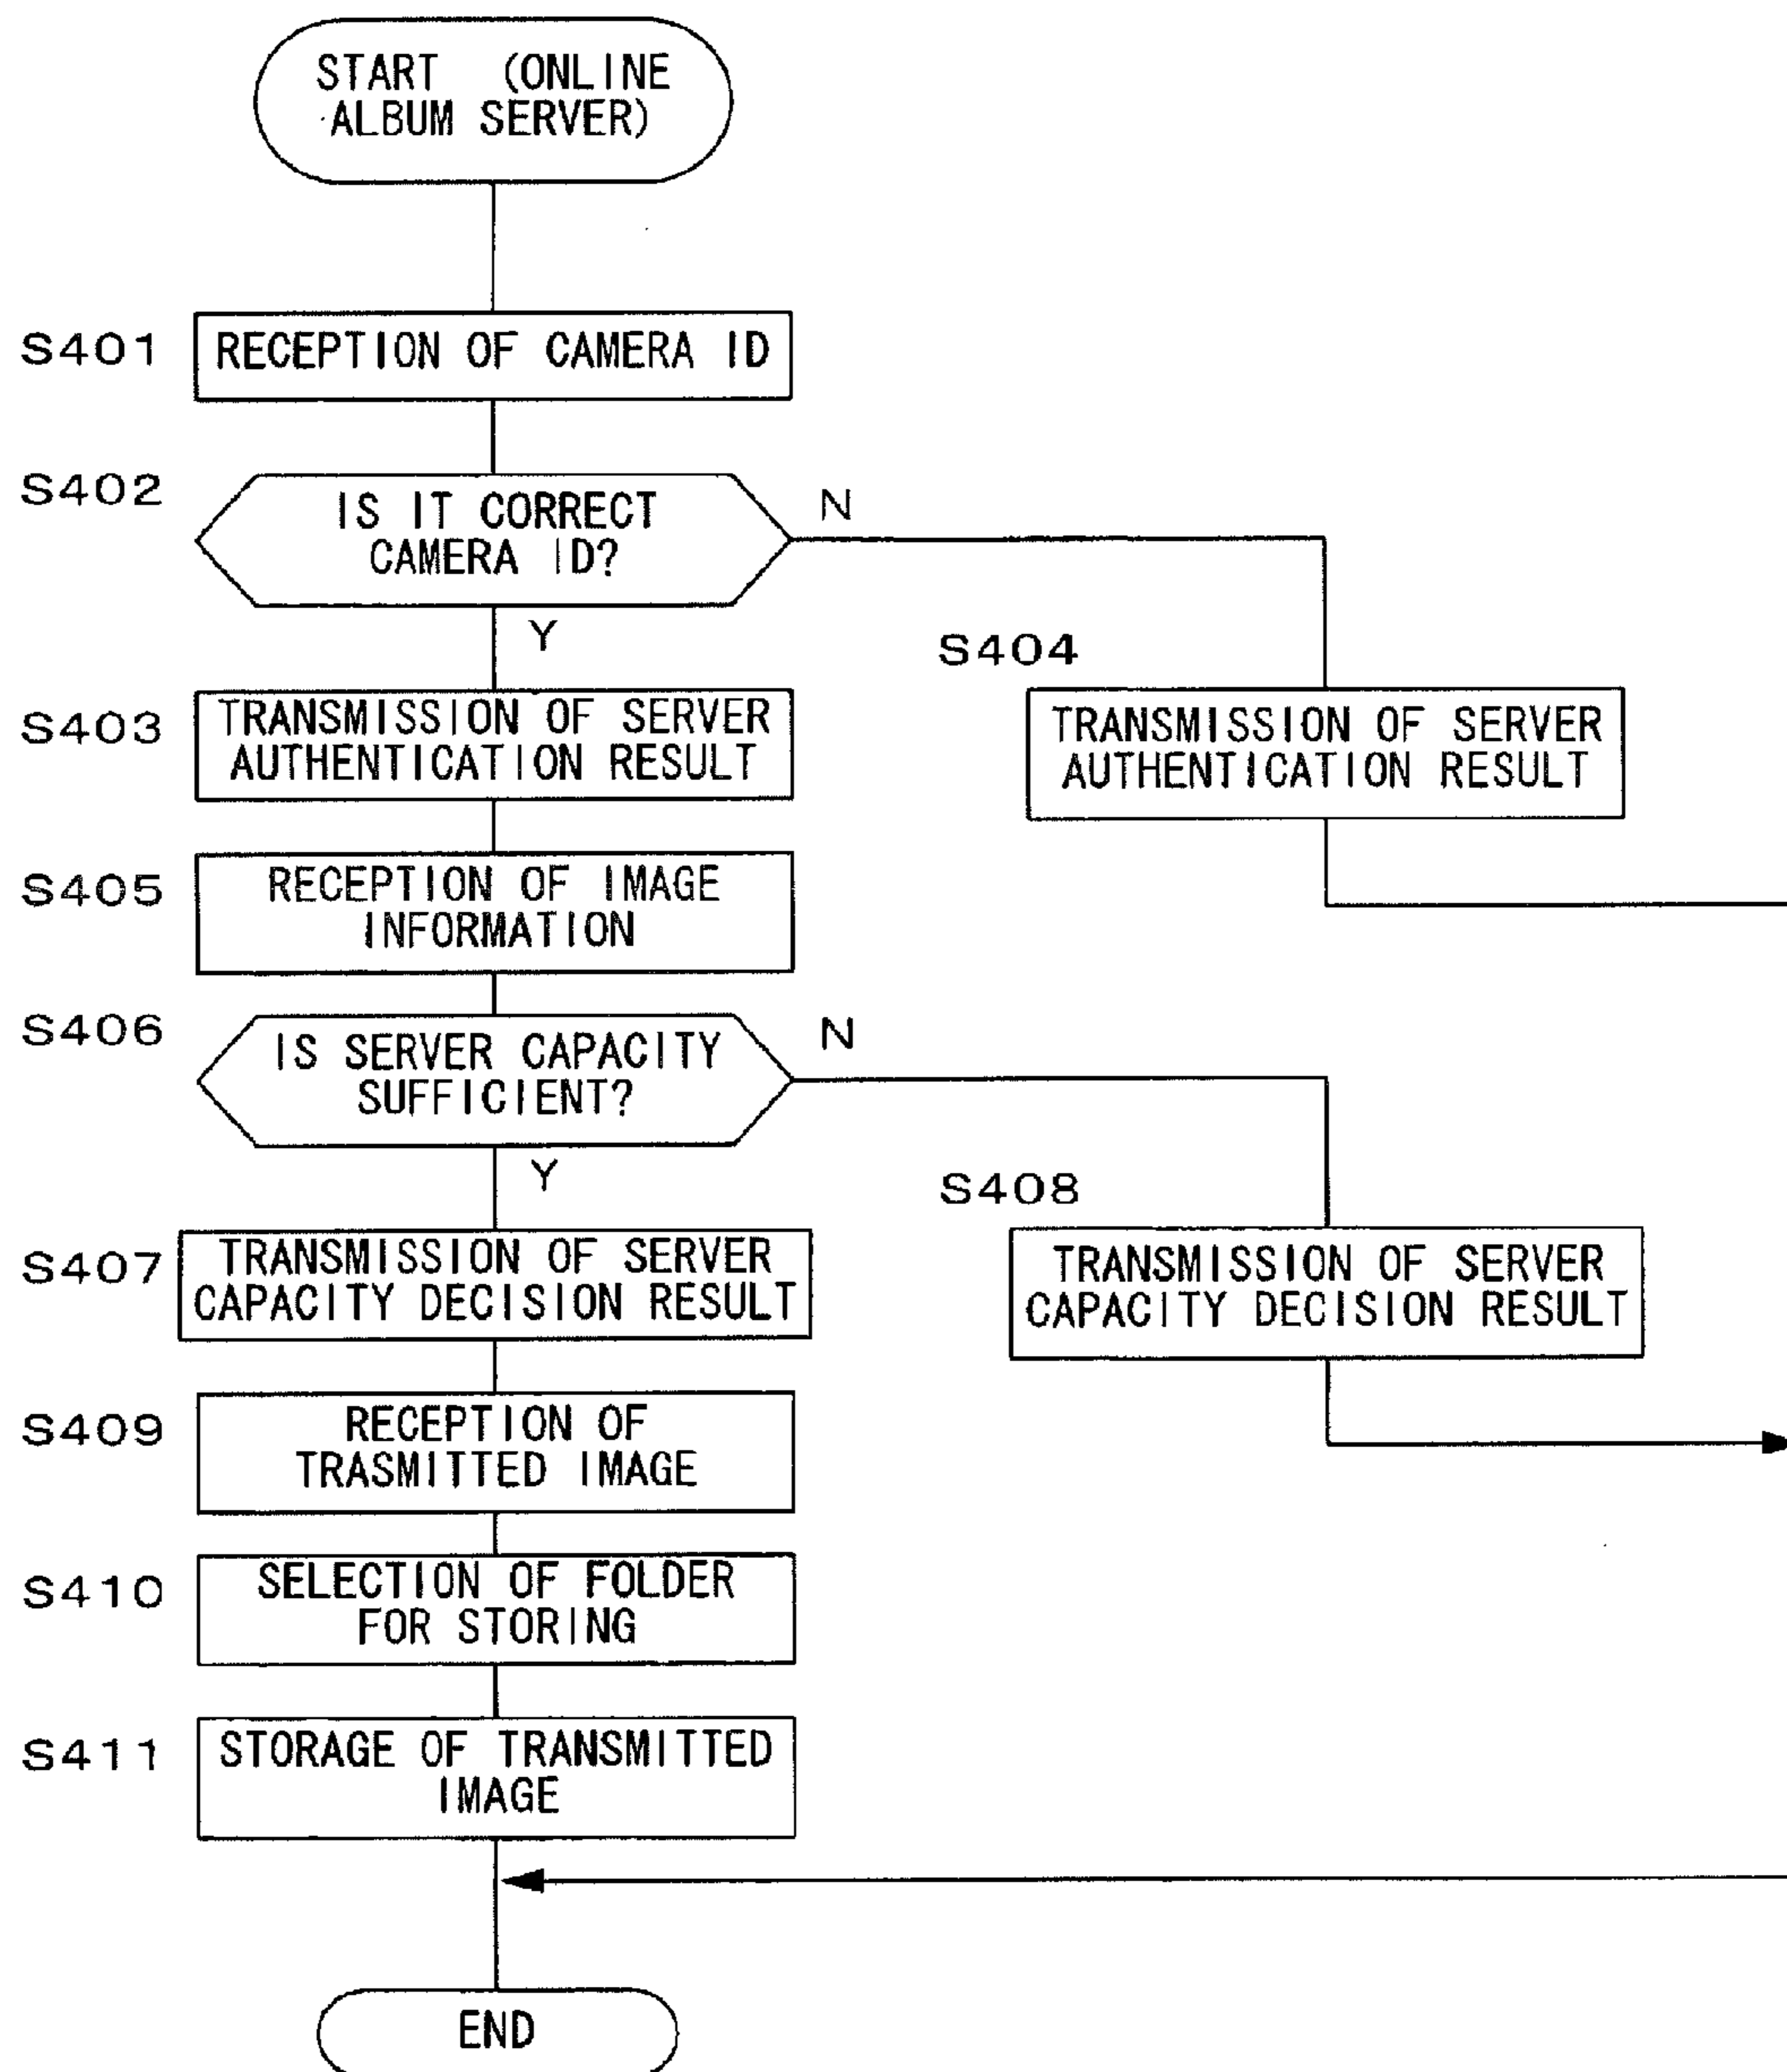 START (ONLINE
ALBUM SERVER)
S401
RECEPTION OF CAMERA ID
S402
IS IT CORRECT
CAMERA ID?
N
Y
S403
TRANSMISSION OF SERVER
AUTHENTICATION RESULT
S404
TRANSMISSION OF SERVER
AUTHENTICATION RESULT
S405
RECEPTION OF IMAGE
INFORMATION
S406
IS SERVER CAPACITY
SUFFICIENT?
N
Y
S407
TRANSMISSION OF SERVER
CAPACITY DECISION RESULT
S408
TRANSMISSION OF SERVER
CAPACITY DECISION RESULT
S409
RECEPTION OF
TRASMITTED IMAGE
S410
SELECTION OF FOLDER
FOR STORING
S411
STORAGE OF TRANSMITTED
IMAGE
END